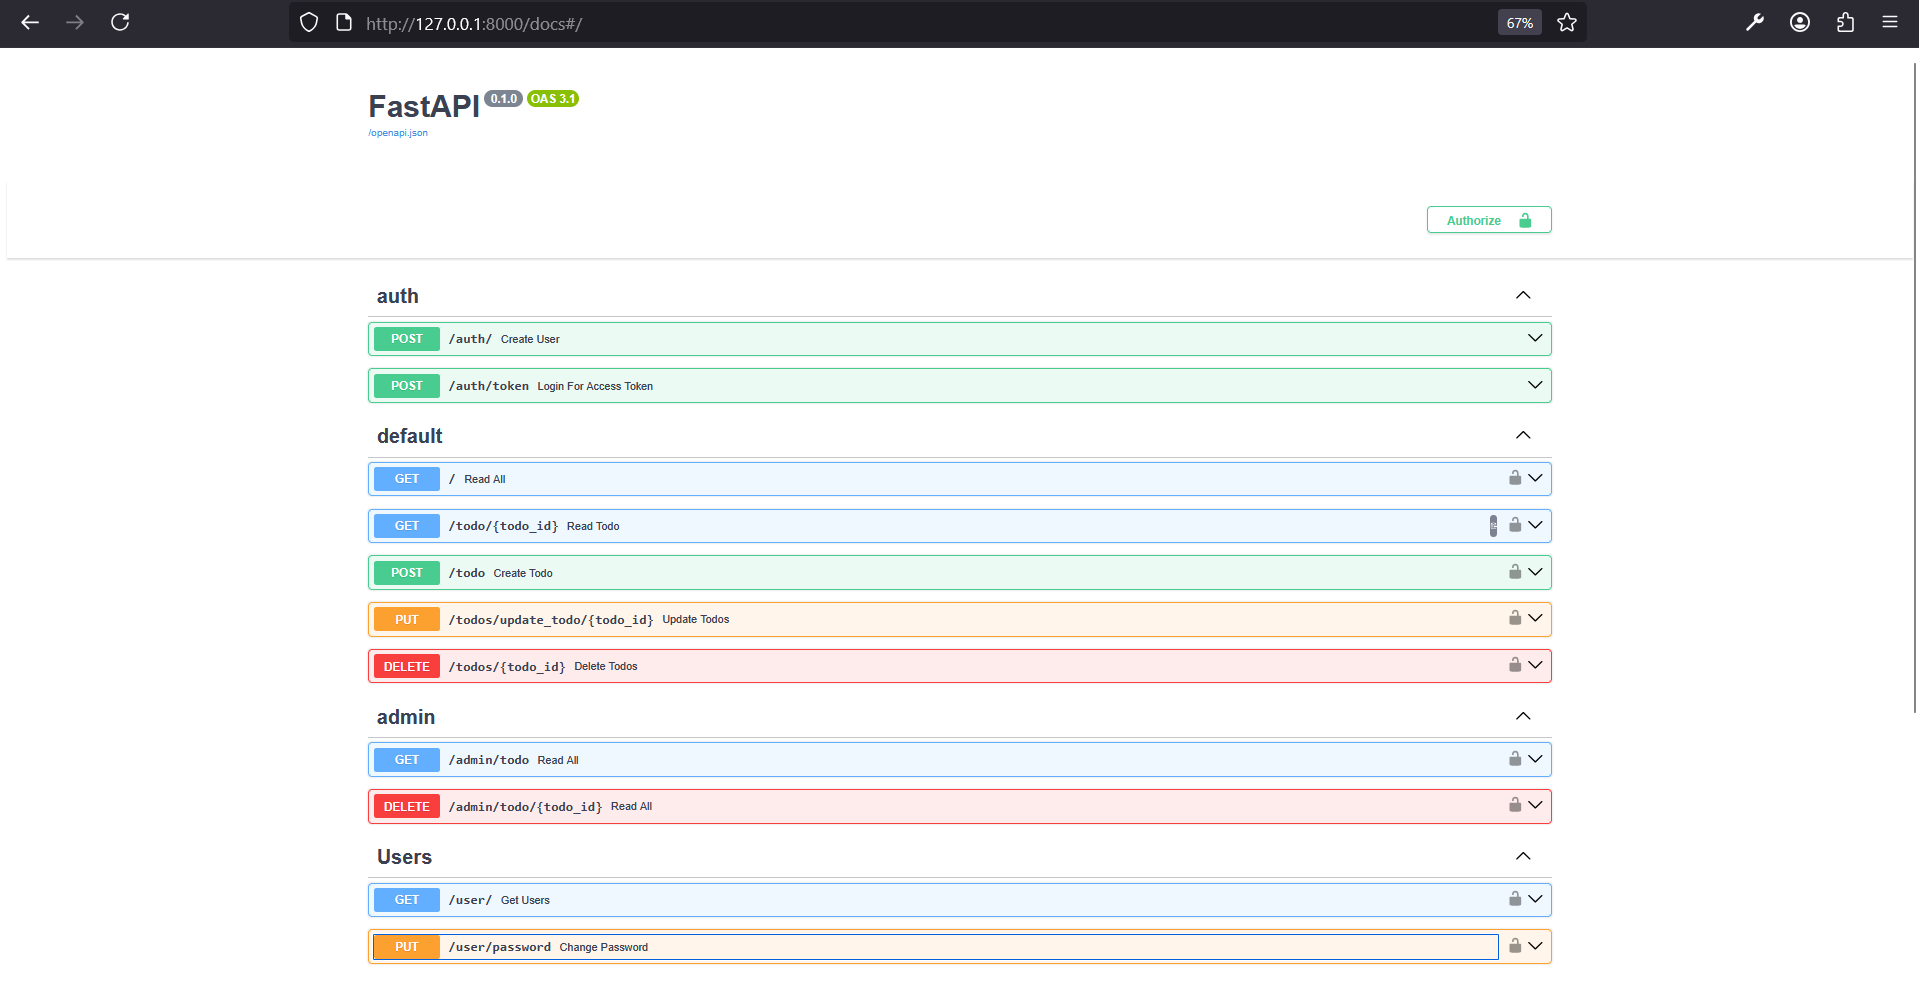 http://127.0.0.1:8000/docs#/
67%
FastAPI 0.1.0 OAS 3.1
/openapi.json
Authorize
auth
POST /auth/ Create User
POST /auth/token Login For Access Token
default
GET / Read All
GET /todo/{todo_id} Read Todo
POST /todo Create Todo
PUT /todos/update_todo/{todo_id} Update Todos
DELETE /todos/{todo_id} Delete Todos
admin
GET /admin/todo Read All
DELETE /admin/todo/{todo_id} Read All
Users
GET /user/ Get Users
PUT /user/password Change Password